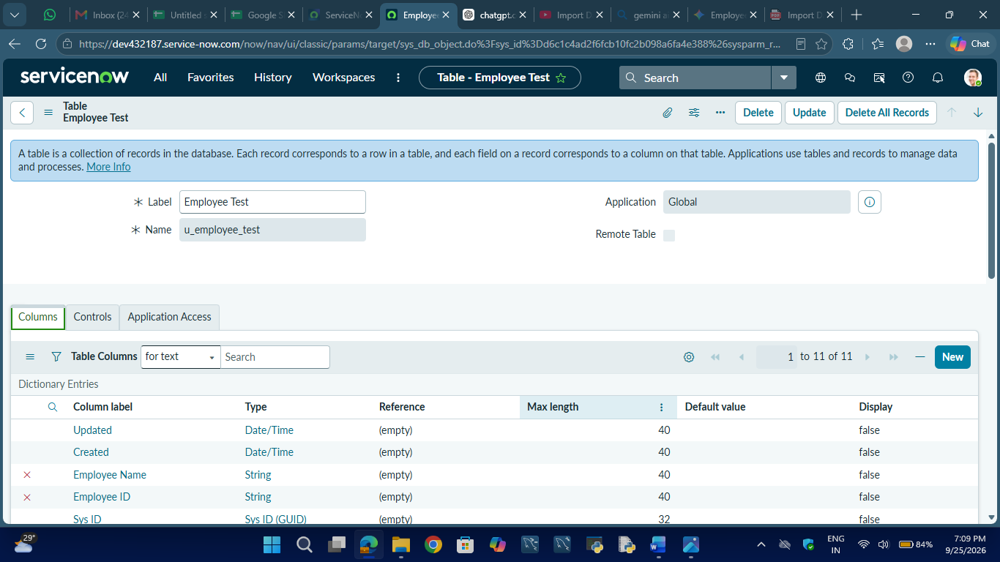 Inbox (24
Untitled s
Google S
ServiceN
Employee
chatgpt.c
Import D
gemini a
Employe
Import D
https://dev432187.service-now.com/now/nav/ui/classic/params/target/sys_db_object.do%3Fsys_id%3Dd6c1c4ad2f6fcb10fc2b098a6fa4e388%26sysparm_r...
Chat
servicenow All Favorites History Workspaces Table - Employee Test Search
Table
Employee Test
Delete Update Delete All Records
A table is a collection of records in the database. Each record corresponds to a row in a table, and each field on a record corresponds to a column on that table. Applications use tables and records to manage data
and processes. More Info
Label Employee Test Application Global
Name u_employee_test Remote Table
Columns Controls Application Access
Table Columns for text Search 1 to 11 of 11 New
Dictionary Entries
Column label Type Reference Max length Default value Display
Updated Date/Time (empty) 40 false
Created Date/Time (empty) 40 false
Employee Name String (empty) 40 false
Employee ID String (empty) 40 false
Sys ID Sys ID (GUID) (empty) 32 false
29°
ENG
IN
84%
7:09 PM
9/25/2026